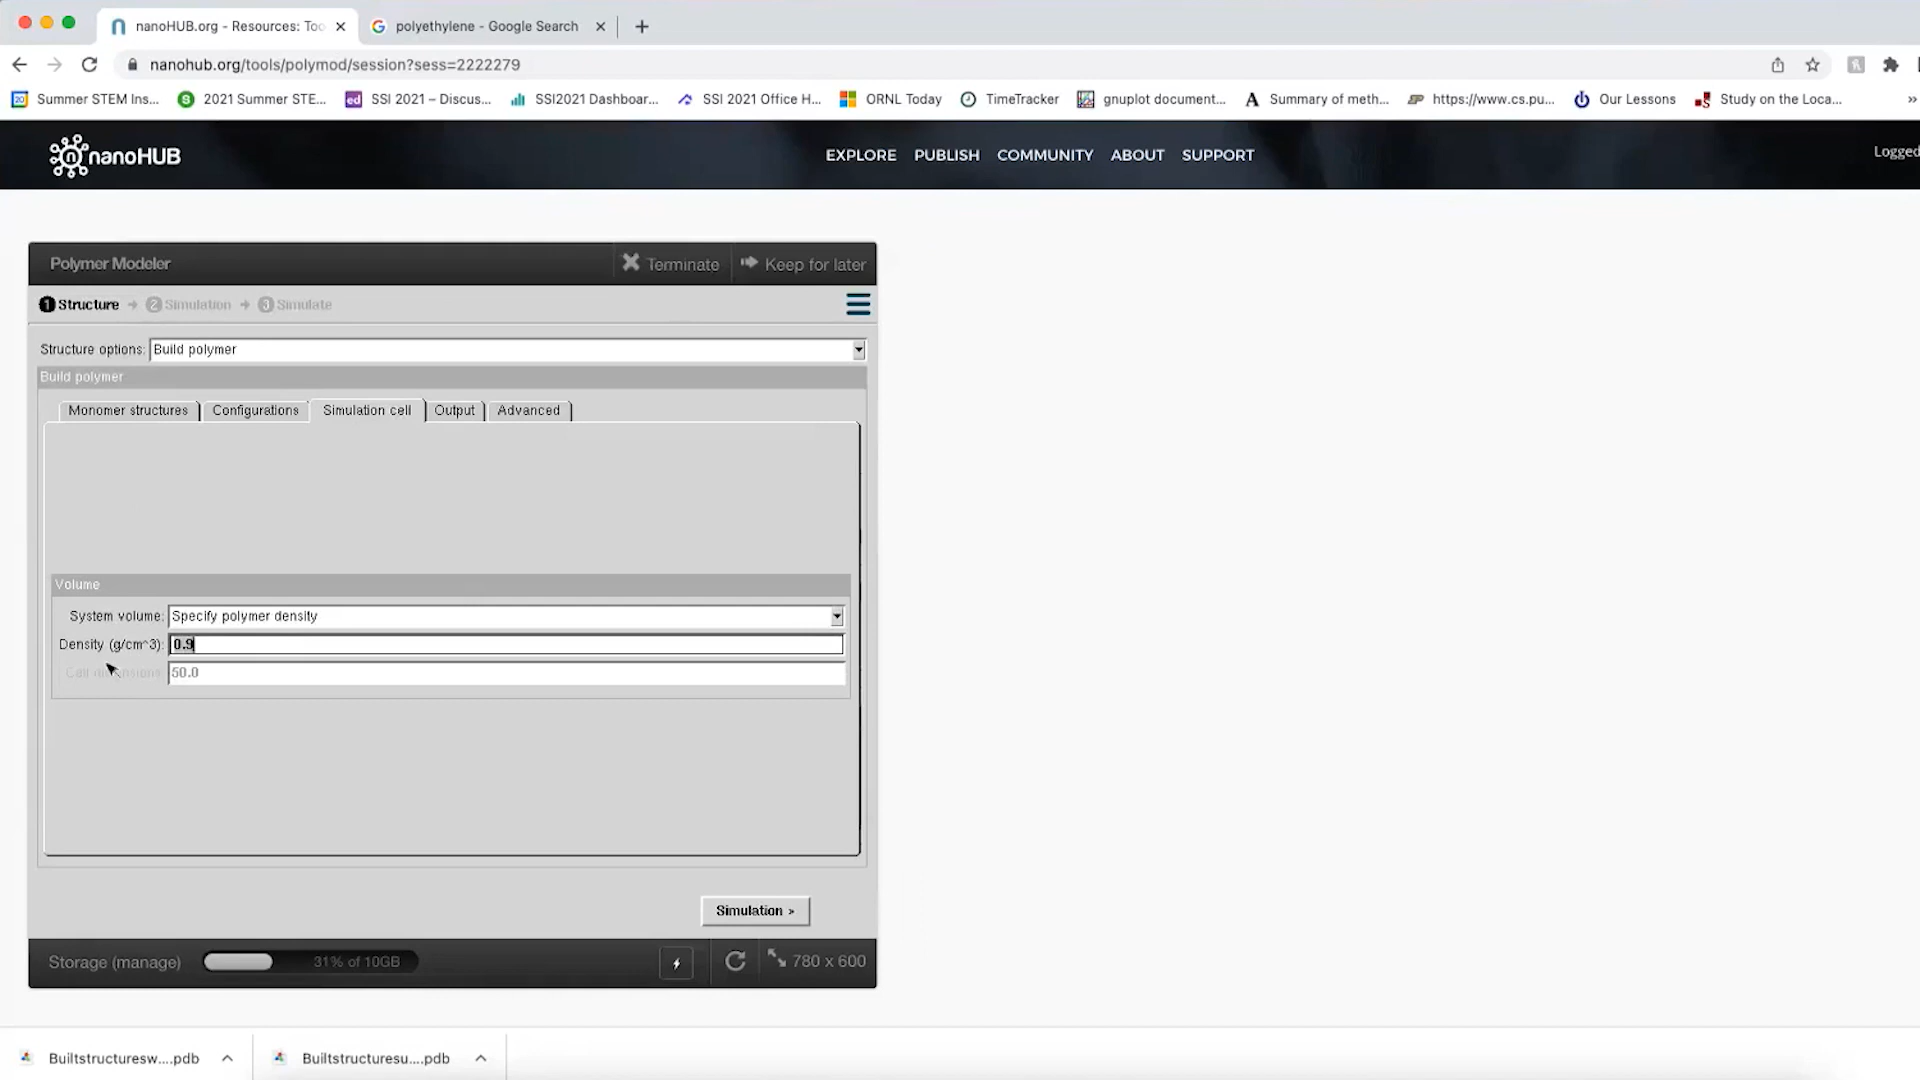 nanoHUB.org - Resources: Too
polyethylene - Google Search
nanohub.org/tools/polymod/session?sess=2222279
Summer STEM Ins...
2021 Summer STE...
SSI 2021 – Discus...
SSI2021 Dashboar...
SSI 2021 Office H...
ORNL Today
TimeTracker
gnuplot document...
Summary of meth...
https://www.cs.pu...
Our Lessons
Study on the Loca...
nanoHUB
EXPLORE PUBLISH COMMUNITY ABOUT SUPPORT
Logged
Polymer Modeler
Terminate
Keep for later
1 Structure → 2 Simulation → 3 Simulate
Structure options: Build polymer
Build polymer
Monomer structures Configurations Simulation cell Output Advanced
Volume
System volume: Specify polymer density
Density (g/cm^3): 0.9
50.0
Simulation >
Storage (manage) 31% of 10GB
780 x 600
Builtstructuresw....pdb
Builtstructuresu....pdb